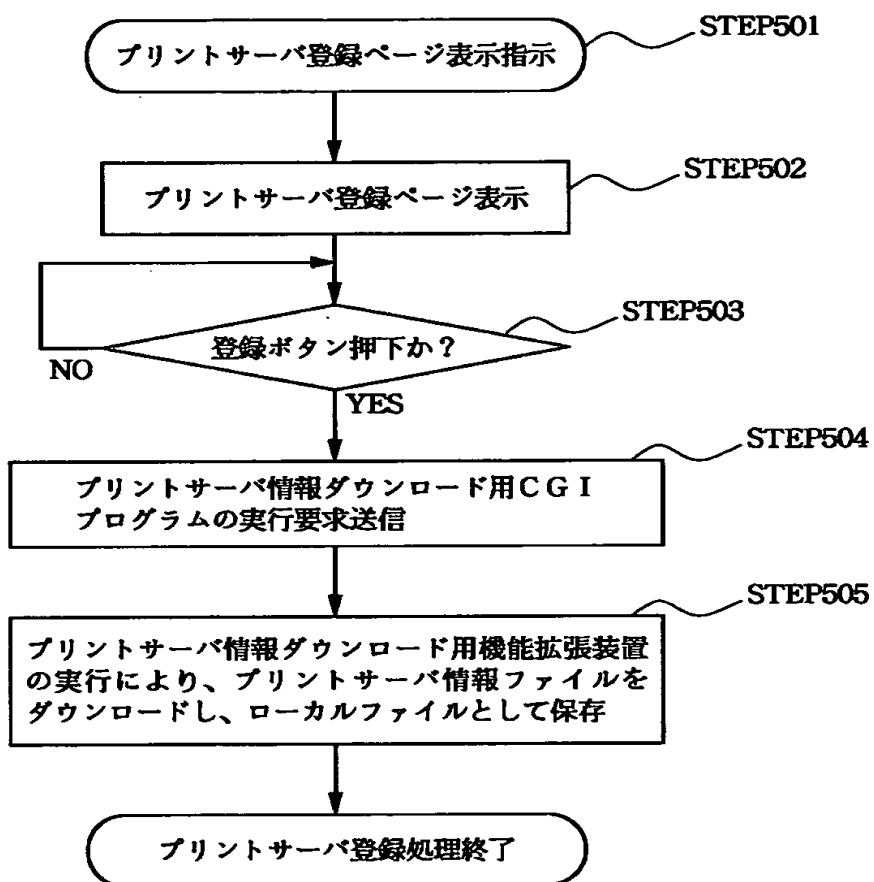 STEP501
プリントサーバ登録ページ表示指示
STEP502
プリントサーバ登録ページ表示
STEP503
登録ボタン押下か？
NO
YES
STEP504
プリントサーバ情報ダウンロード用CGI
プログラムの実行要求送信
STEP505
プリントサーバ情報ダウンロード用機能拡張装置
の実行により、プリントサーバ情報ファイルを
ダウンロードし、ローカルファイルとして保存
プリントサーバ登録処理終了